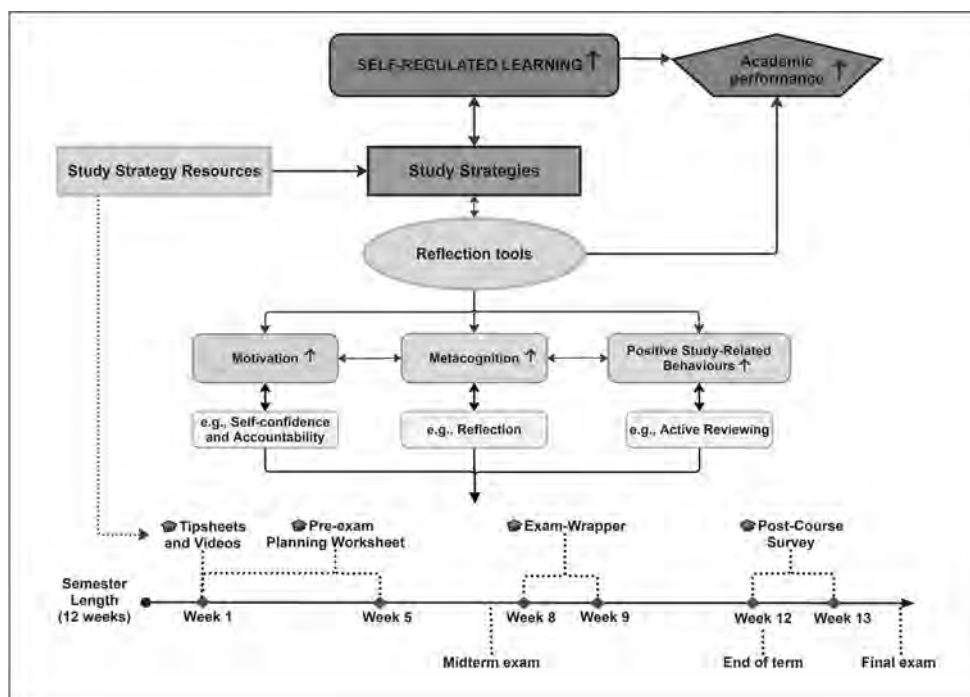 SELF-REGULATED LEARNING ↑
Academic
performance ↑
Study Strategy Resources
Study Strategies
Reflection tools
Motivation ↑
Metacognition ↑
Positive Study-Related
Behaviours ↑
e.g., Self-confidence
and Accountability
e.g., Reflection
e.g., Active Reviewing
Tipsheets
and Videos
Pre-exam
Planning Worksheet
Exam-Wrapper
Post-Course
Survey
Semester
Length
(12 weeks)
Week 1
Week 5
Week 8
Week 9
Week 12
Week 13
Midterm exam
End of term
Final exam